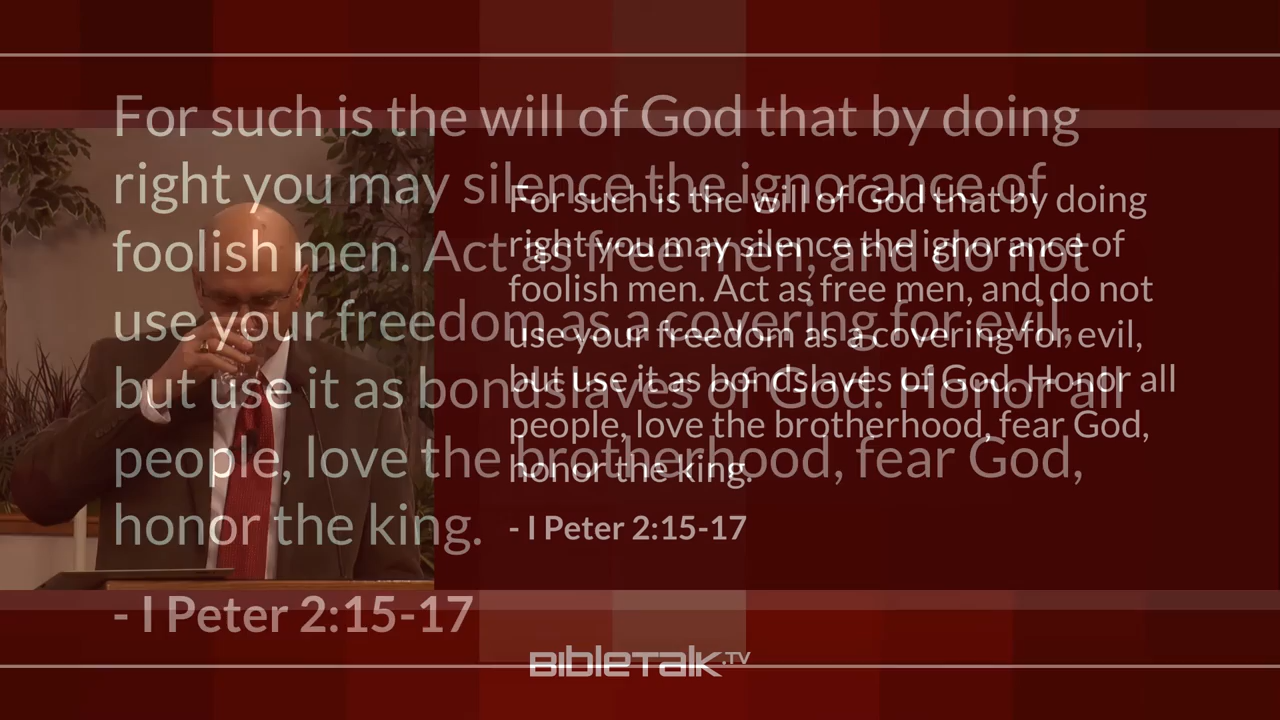 For such is the will of God that by doing
right you may silence the ignorance of
foolish men. Act as free men, and do not
use your freedom as a covering for evil,
but use it as bondslaves of God. Honor all
people, love the brotherhood, fear God,
honor the king.
- I Peter 2:15-17
For such is the will of God that by doing
right you may silence the ignorance of
foolish men. Act as free men, and do not
use your freedom as a covering for evil,
but use it as bondslaves of God. Honor all
people, love the brotherhood, fear God,
honor the king.
- I Peter 2:15-17
BIBLETALK.TV